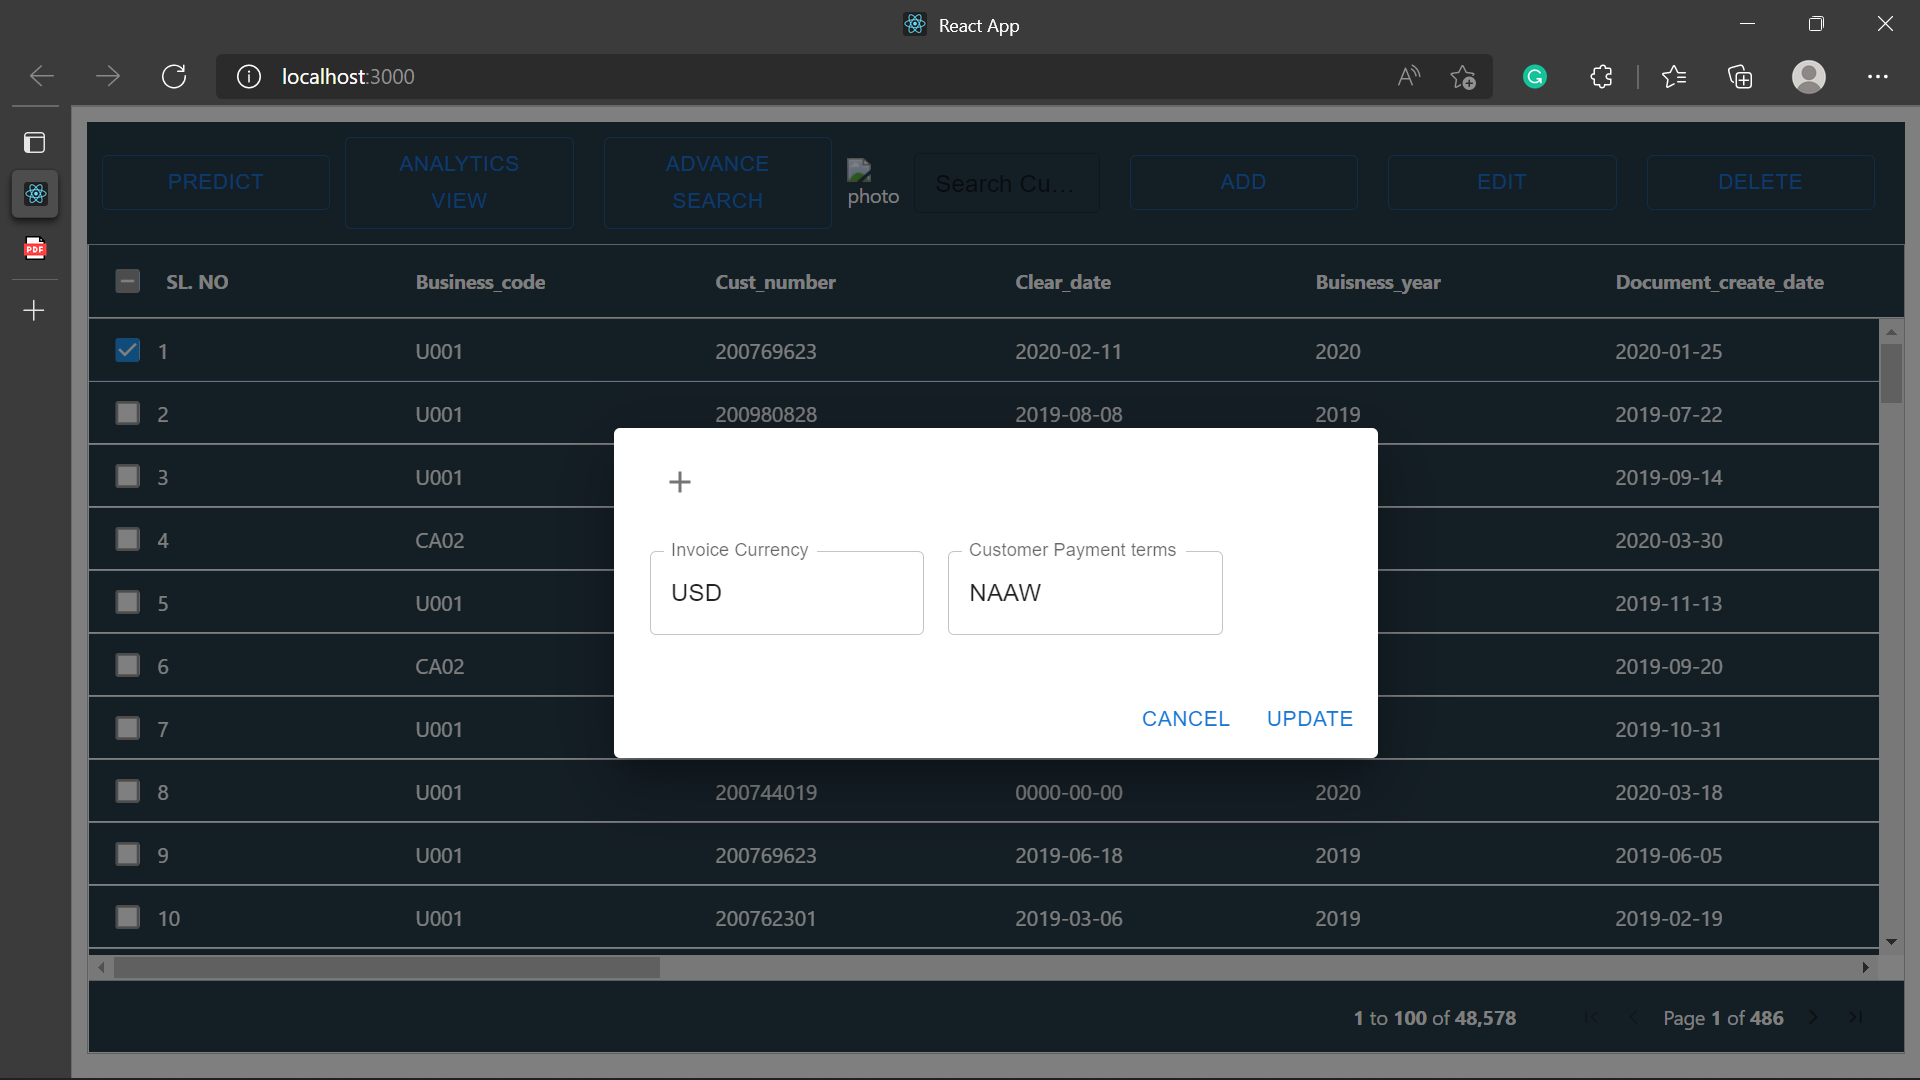 React App
localhost:3000
PREDICT
ANALYTICS
VIEW
ADVANCE
SEARCH
photo
Search Cu...
ADD
EDIT
DELETE
SL. NO Business_code Cust_number Clear_date Buisness_year Document_create_date
1 U001 200769623 2020-02-11 2020 2020-01-25
2 U001 200980828 2019-08-08 2019 2019-07-22
3 U001 2019-09-14
4 CA02 2020-03-30
5 U001 2019-11-13
6 CA02 2019-09-20
7 U001 2019-10-31
8 U001 200744019 0000-00-00 2020 2020-03-18
9 U001 200769623 2019-06-18 2019 2019-06-05
10 U001 200762301 2019-03-06 2019 2019-02-19
Invoice Currency
USD
Customer Payment terms
NAAW
CANCEL UPDATE
1 to 100 of 48,578 Page 1 of 486
PDF